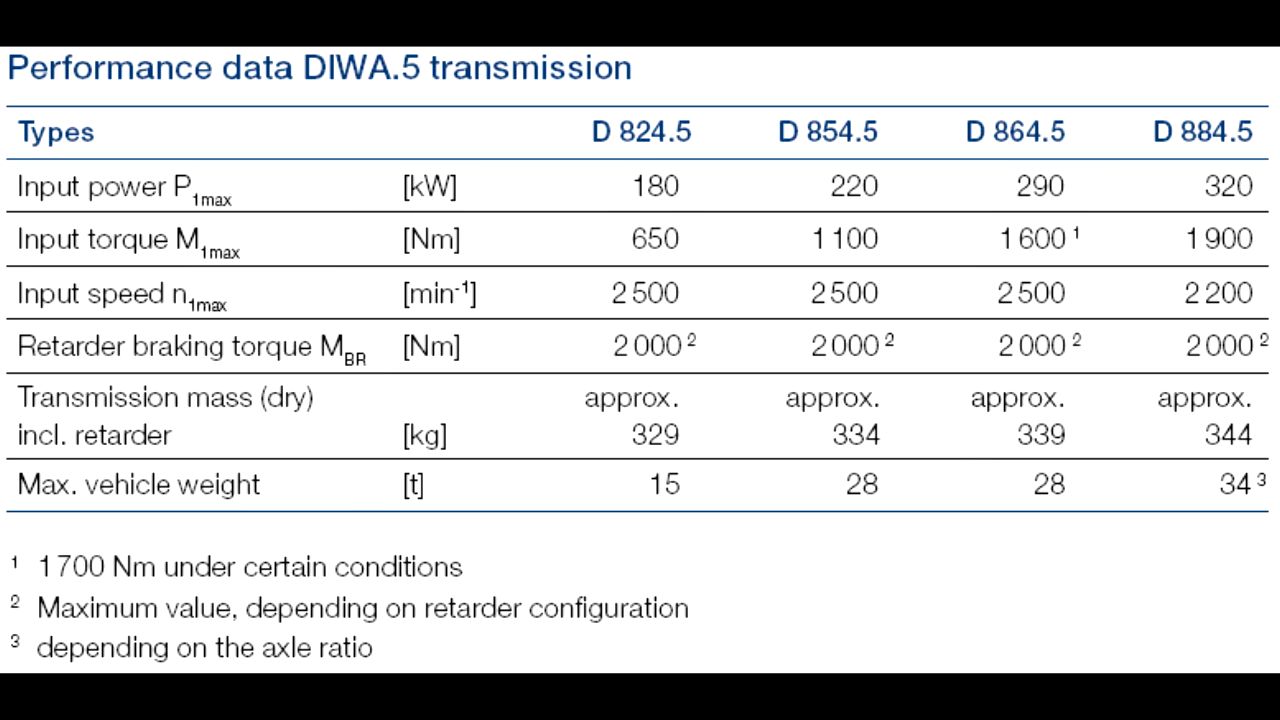 Performance data DIWA.5 transmission
Types D 824.5 D 854.5 D 864.5 D 884.5
Input power P1max [kW] 180 220 290 320
Input torque M1max [Nm] 650 1 100 1 600 1 1 900
Input speed n1max [min-1] 2 500 2 500 2 500 2 200
Retarder braking torque MBR [Nm] 2 000 2 2 000 2 2 000 2 2 000 2
Transmission mass (dry) approx. approx. approx. approx.
incl. retarder [kg] 329 334 339 344
Max. vehicle weight [t] 15 28 28 34 3
1 1 700 Nm under certain conditions
2 Maximum value, depending on retarder configuration
3 depending on the axle ratio